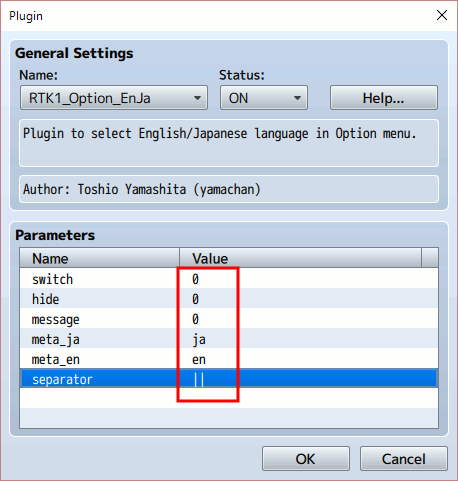 Plugin
General Settings
Name: Status:
RTK1_Option_EnJa ON Help...
Plugin to select English/Japanese language in Option menu.
Author: Toshio Yamashita (yamachan)
Parameters
Name Value
switch 0
hide 0
message 0
meta_ja ja
meta_en en
separator ||
OK Cancel